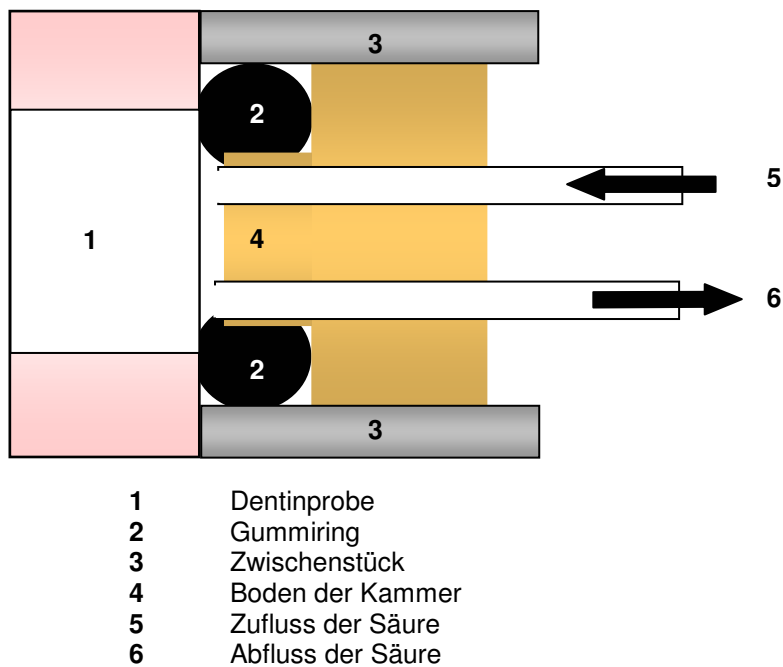 3
2
5
1
4
6
2
3
1 Dentinprobe
2 Gummiring
3 Zwischenstück
4 Boden der Kammer
5 Zufluss der Säure
6 Abfluss der Säure